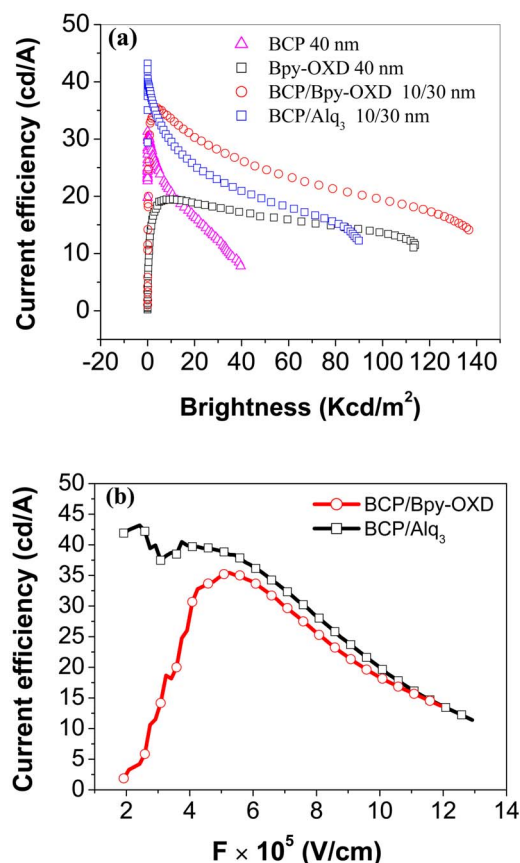 (a)
BCP 40 nm
Bpy-OXD 40 nm
BCP/Bpy-OXD 10/30 nm
BCP/Alq₃ 10/30 nm
Current efficiency (cd/A)
50
40
30
20
10
0
-20 0 20 40 60 80 100 120 140
Brightness (Kcd/m²)
(b)
BCP/Bpy-OXD
BCP/Alq₃
Current efficiency (cd/A)
50
45
40
35
30
25
20
15
10
5
0
2 4 6 8 10 12 14
F × 10⁵ (V/cm)